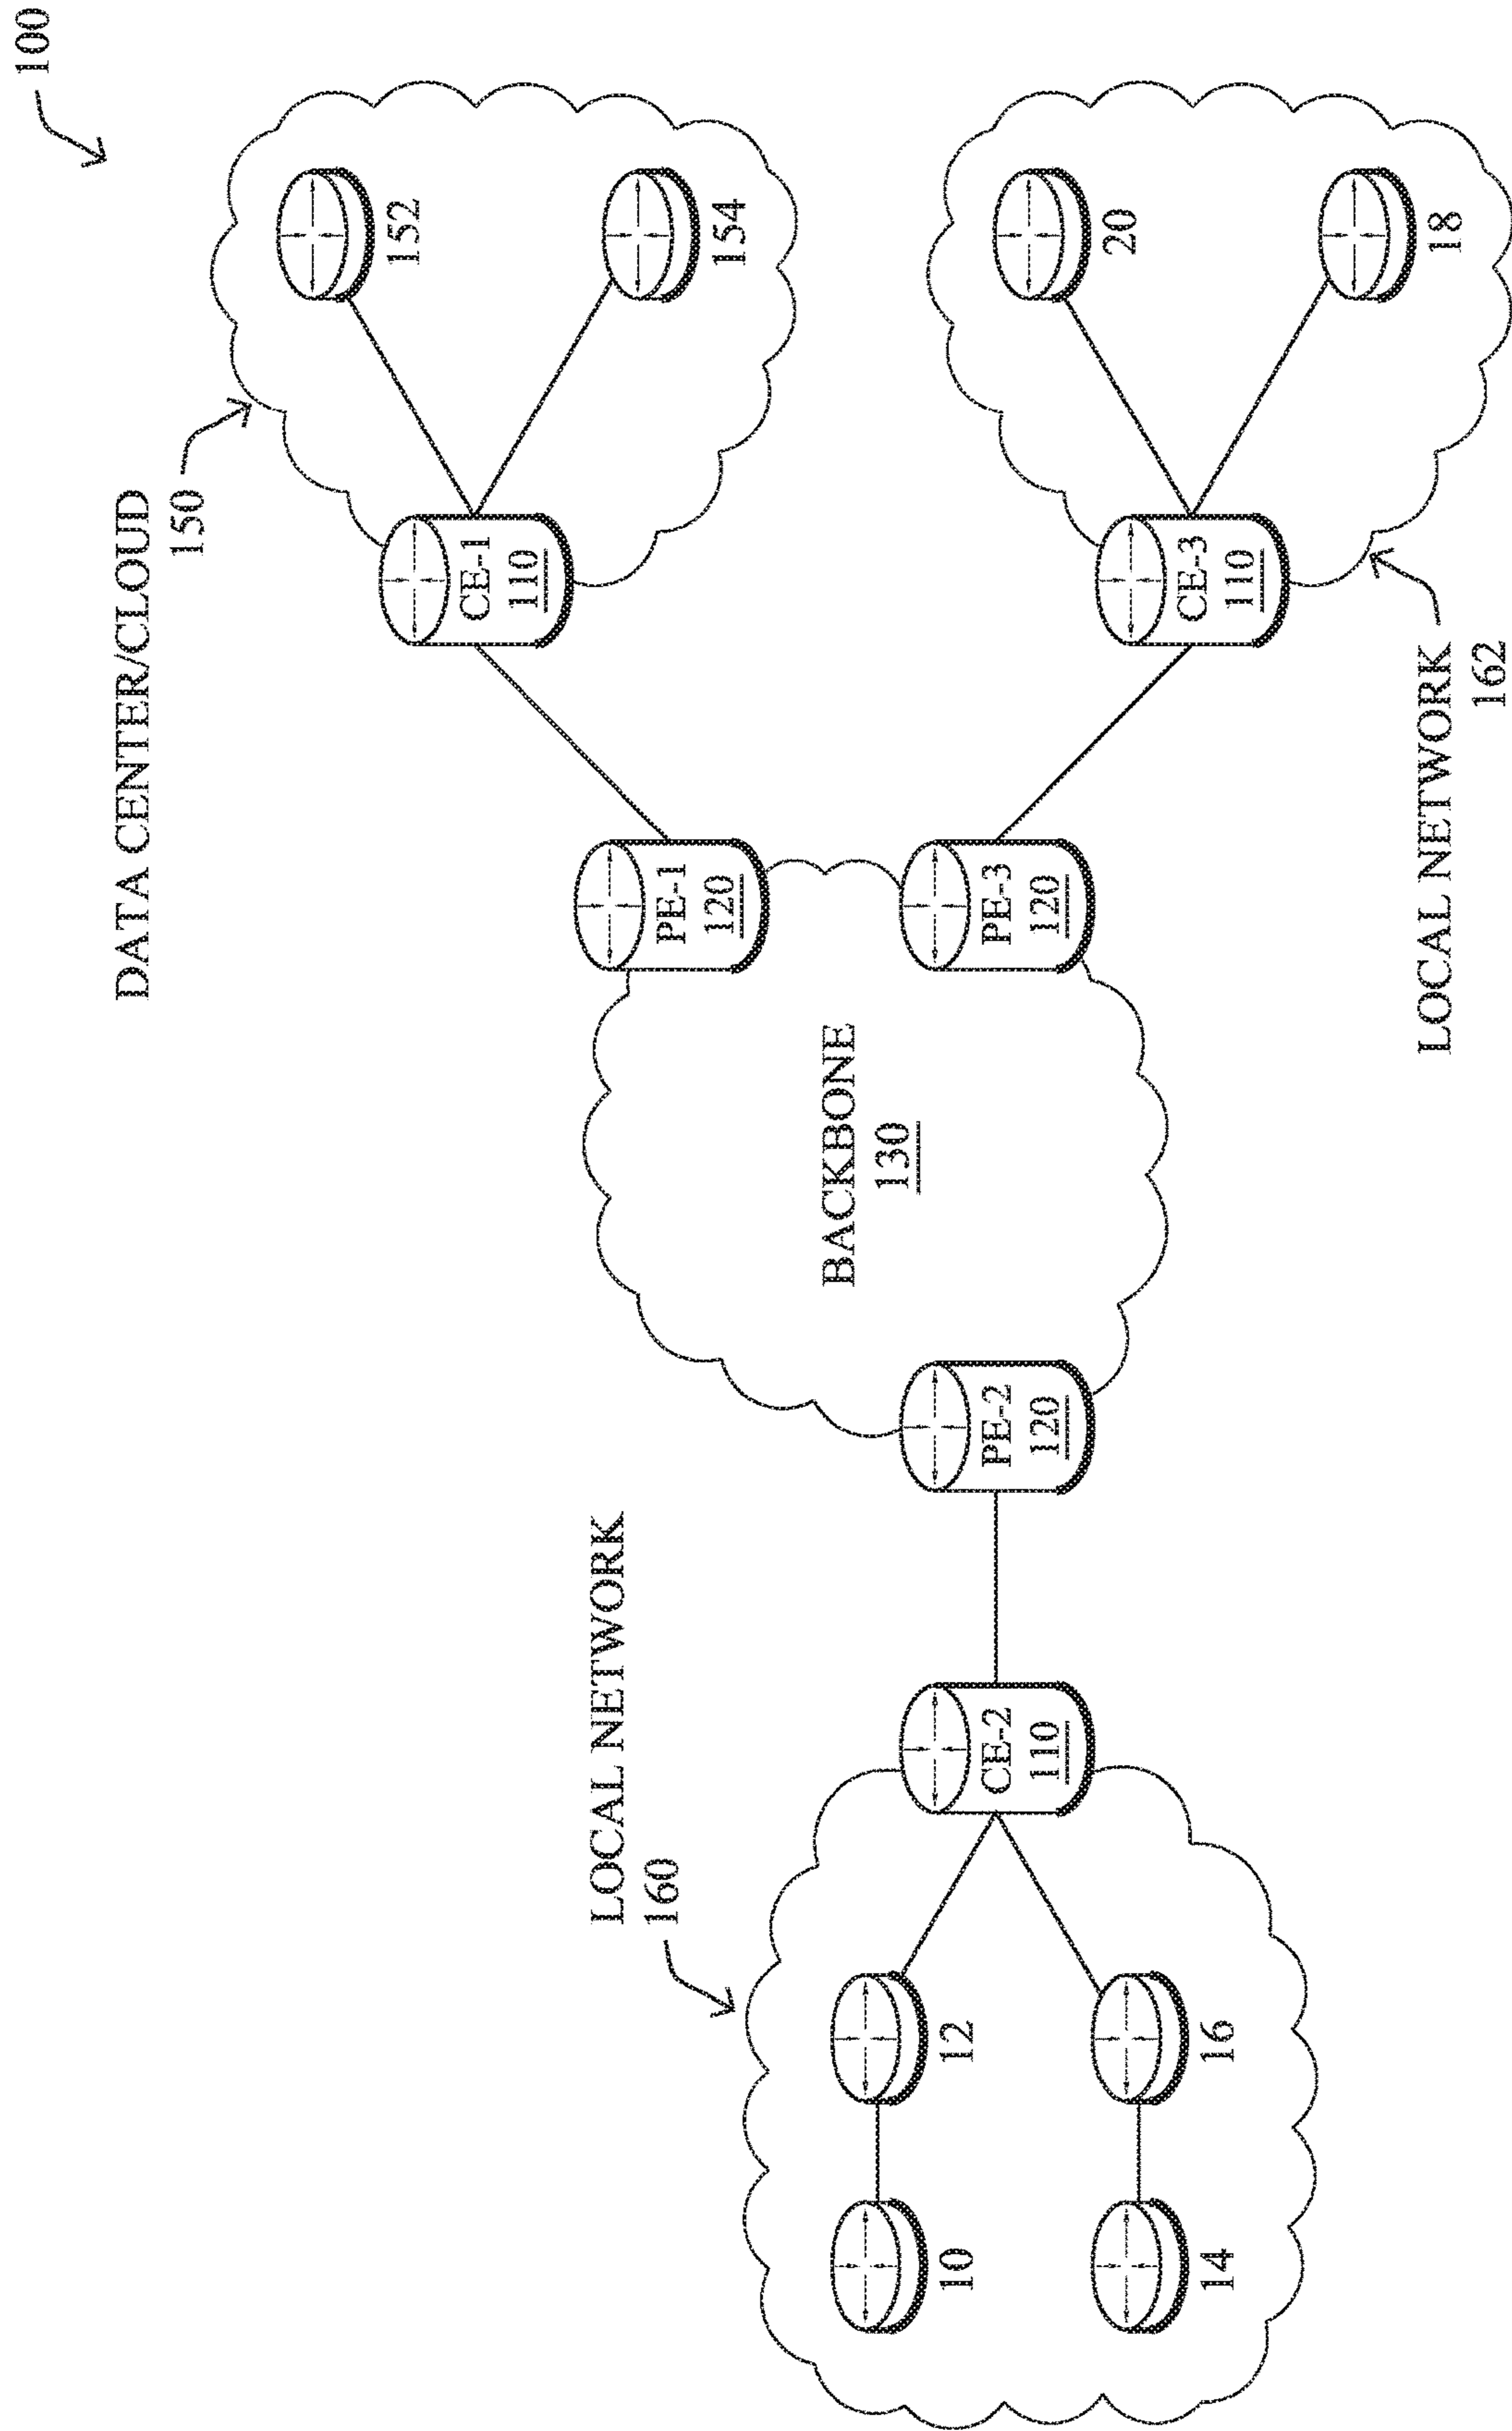 100
DATA CENTER/CLOUD
150
152
CE-1
110
154
LOCAL NETWORK
160
PE-1
120
BACKBONE
130
10
12
CE-2
110
PE-2
120
PE-3
120
14
16
20
CE-3
110
18
LOCAL NETWORK
162